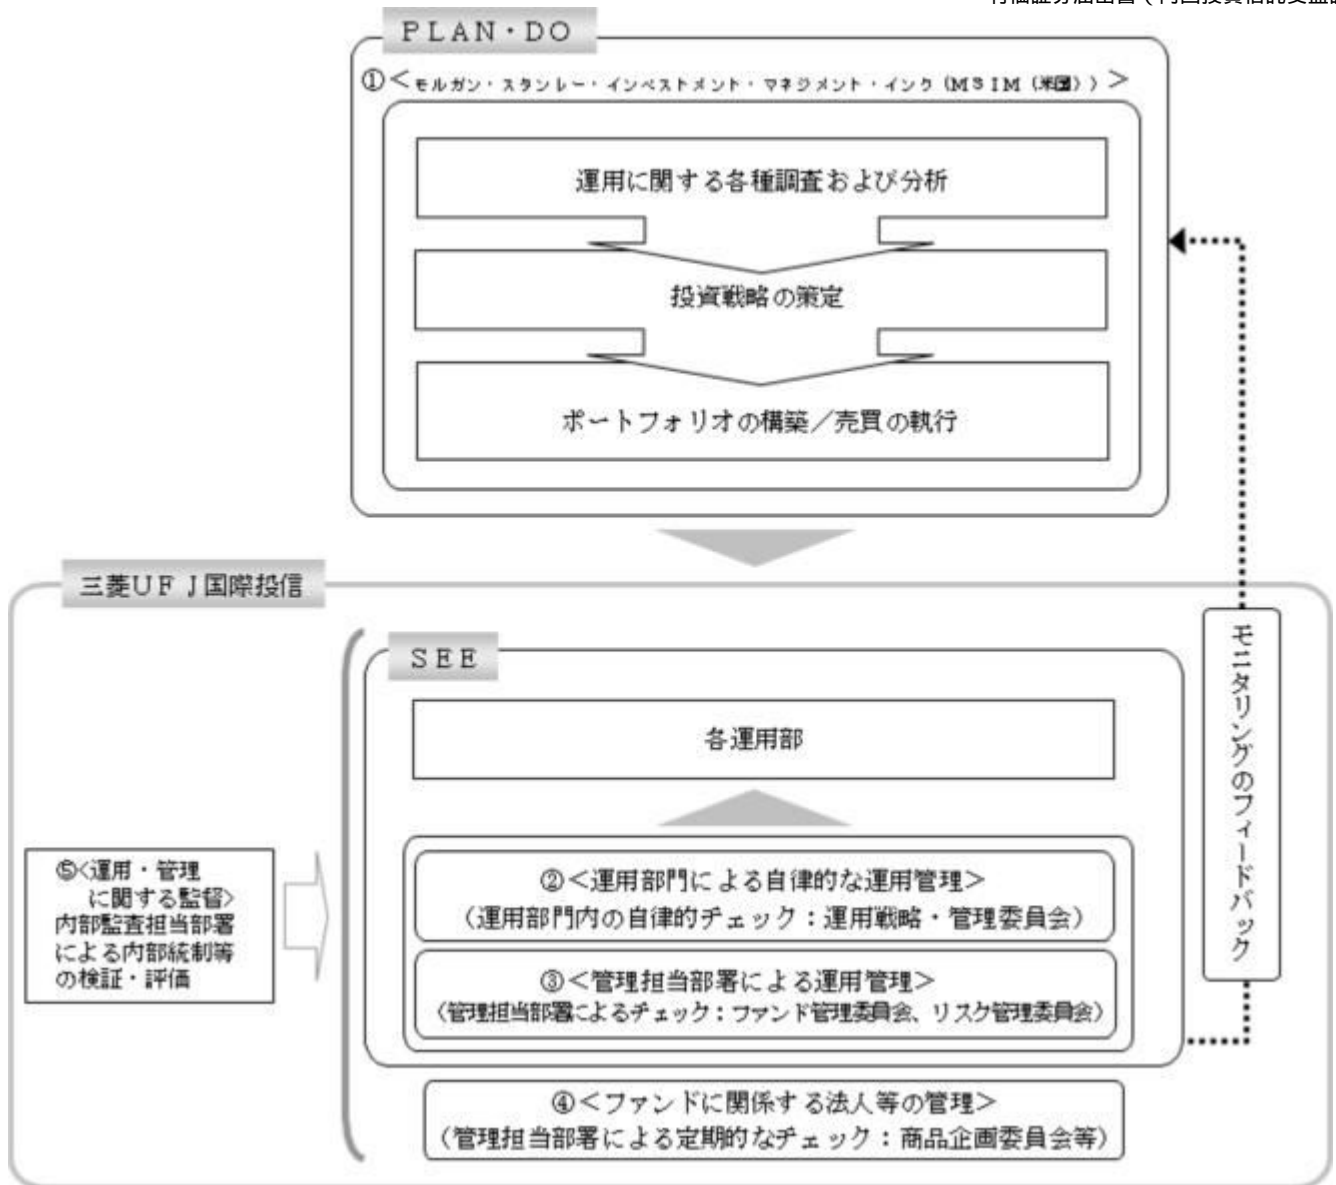 PLAN・DO
①＜モルガン・スタンレー・インベストメント・マネジメント・インク（MSIM（米国））＞
運用に関する各種調査および分析
投資戦略の策定
ポートフォリオの構築／売買の執行
三菱UFJ国際投信
SEE
各運用部
②＜運用部門による自律的な運用管理＞
（運用部門内の自律的チェック：運用戦略・管理委員会）
③＜管理担当部署による運用管理＞
（管理担当部署によるチェック：ファンド管理委員会、リスク管理委員会）
④＜ファンドに関係する法人等の管理＞
（管理担当部署による定期的なチェック：商品企画委員会等）
⑤＜運用・管理
に関する監督＞
内部監査担当部署
による内部統制等
の検証・評価
モニタリングのフィードバック